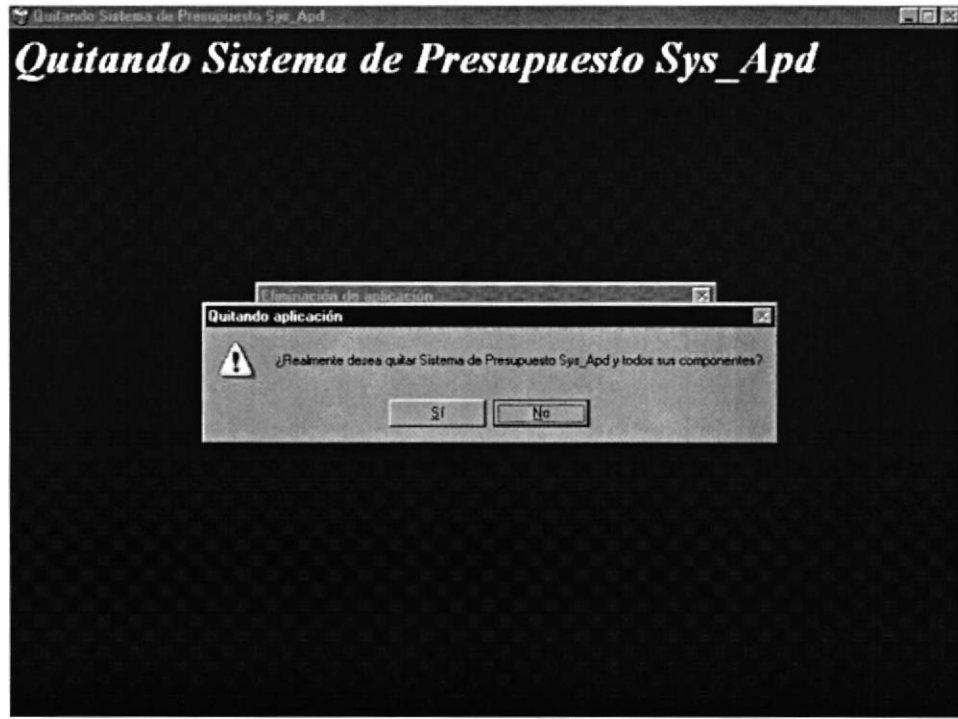 Quitando Sistema de Presupuesto Sys_Apd
Quitando Sistema de Presupuesto Sys_Apd
Eliminación de aplicación
Quitando aplicación
¿Realmente desea quitar Sistema de Presupuesto Sys_Apd y todos sus componentes?
Sí
No